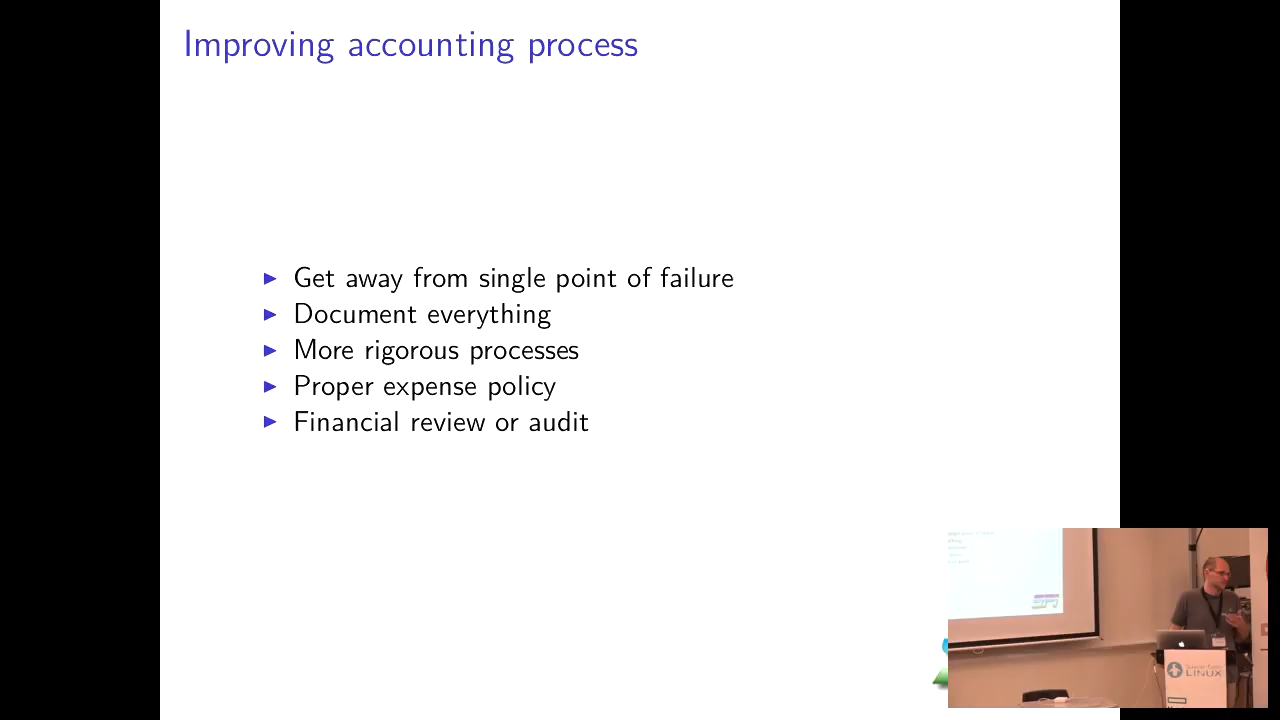 Improving accounting process
Get away from single point of failure
Document everything
More rigorous processes
Proper expense policy
Financial review or audit
LINUX